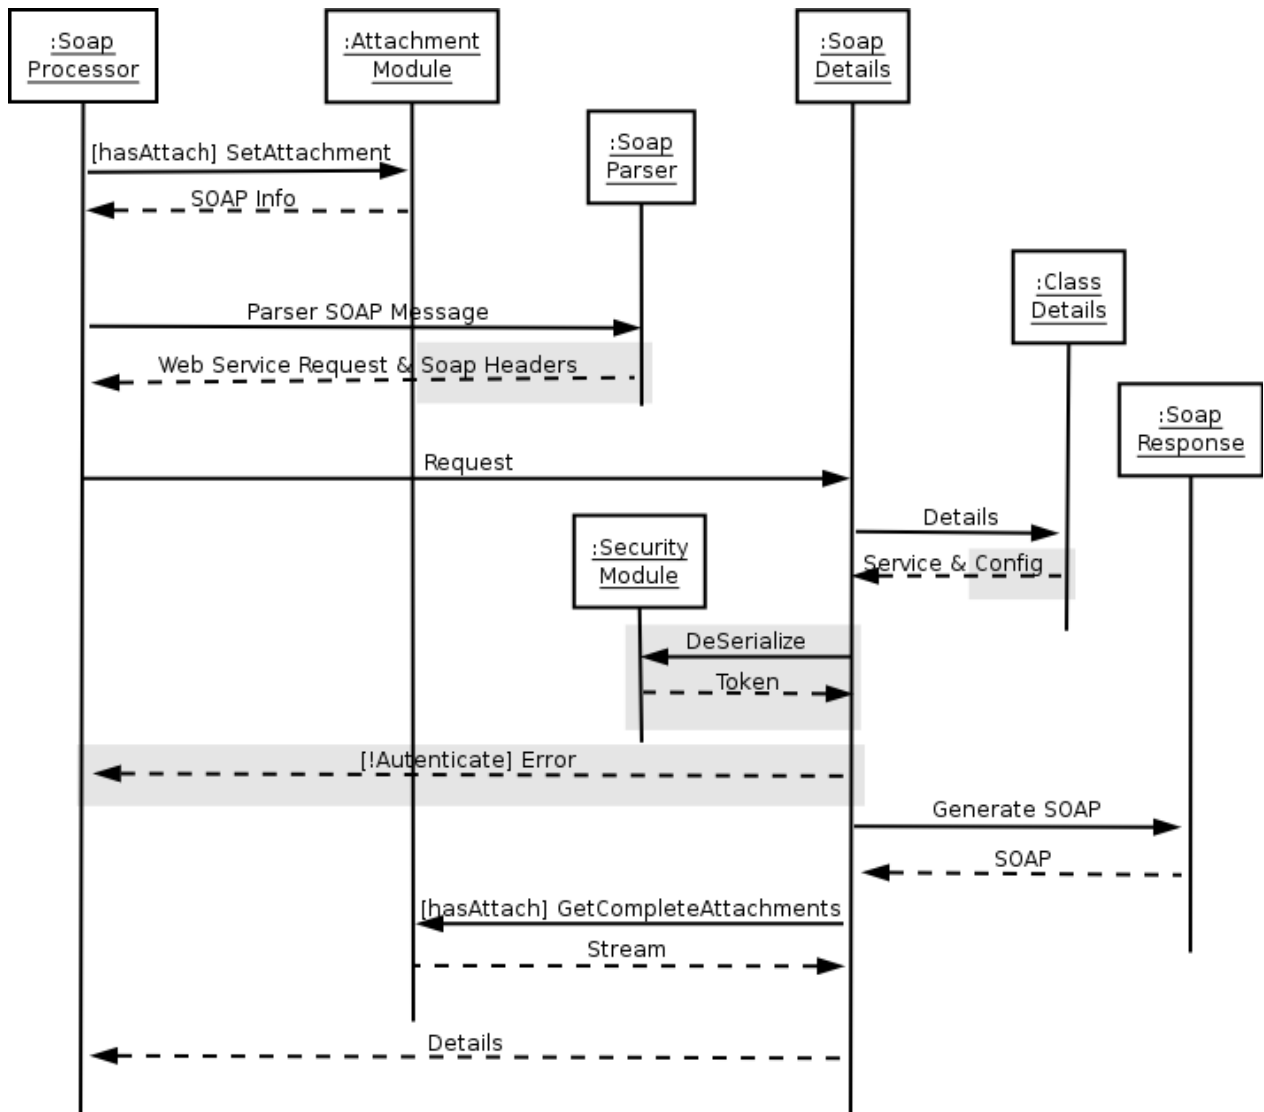 :Soap
Processor
:Attachment
Module
:Soap
Details
:Soap
Parser
[hasAttach] SetAttachment
SOAP Info
:Class
Details
Parser SOAP Message
Web Service Request & Soap Headers
:Soap
Response
Request
Details
:Security
Module
Service & Config
DeSerialize
Token
[!Autenticate] Error
Generate SOAP
SOAP
[hasAttach] GetCompleteAttachments
Stream
Details